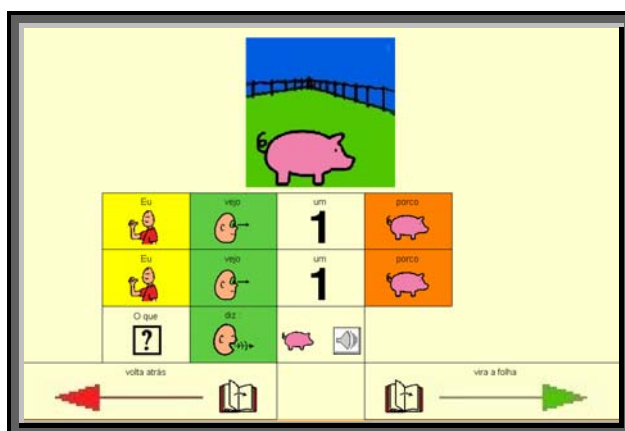 Eu vejo um porco
1 1
Eu vejo um porco
O que diz :
?
volta atrás vira a folha